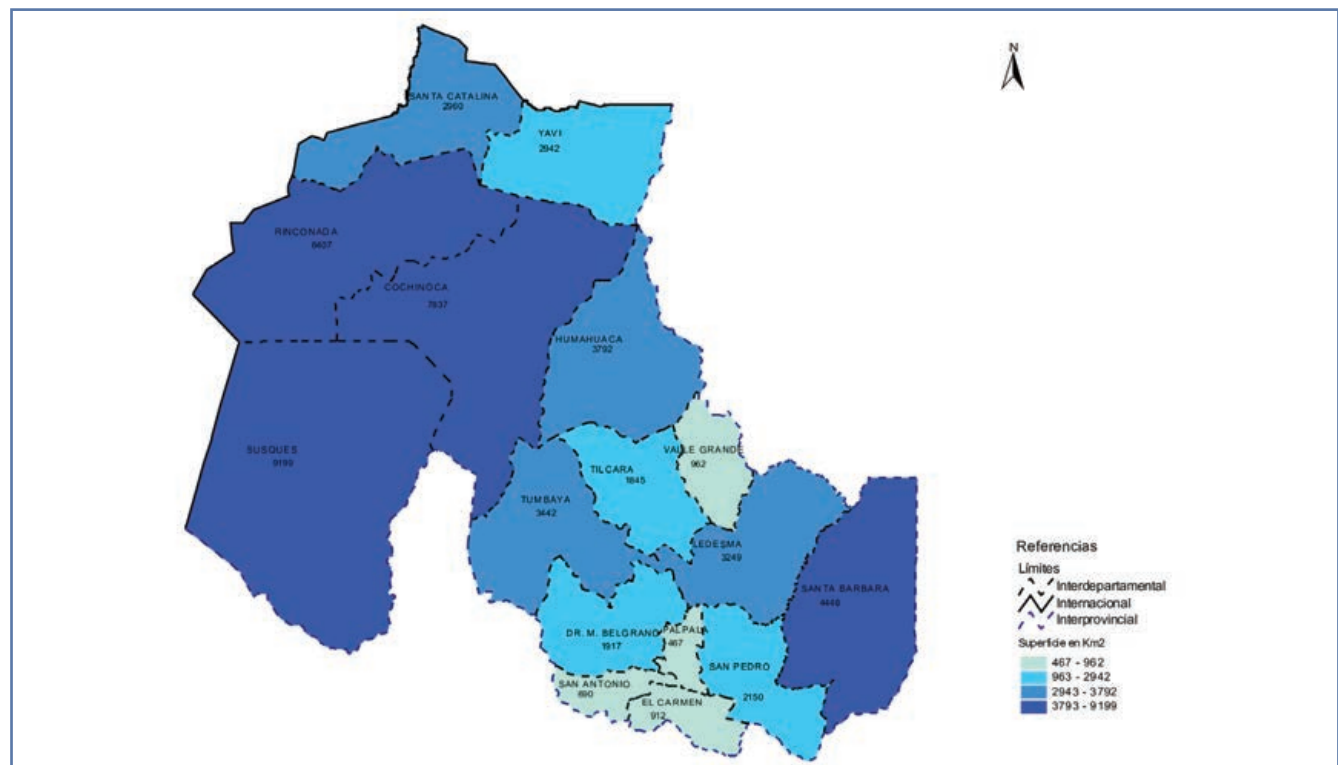 N
SANTA CATALINA
2960
YAVI
2942
RINCONADA
6407
COCHINOCA
7837
HUMAHUACA
3792
SUSQUES
9199
VALLE GRANDE
962
TILCARA
1845
TUMBAYA
3442
LEDESMA
3249
SANTA BARBARA
4448
DR. M. BELGRANO
1917
PALPALA
467
SAN PEDRO
2150
SAN ANTONIO
690
EL CARMEN
912
Referencias
Límites
Interdepartamental
Internacional
Interprovincial
Superficie en Km2
467 - 962
963 - 2942
2943 - 3792
3793 - 9199